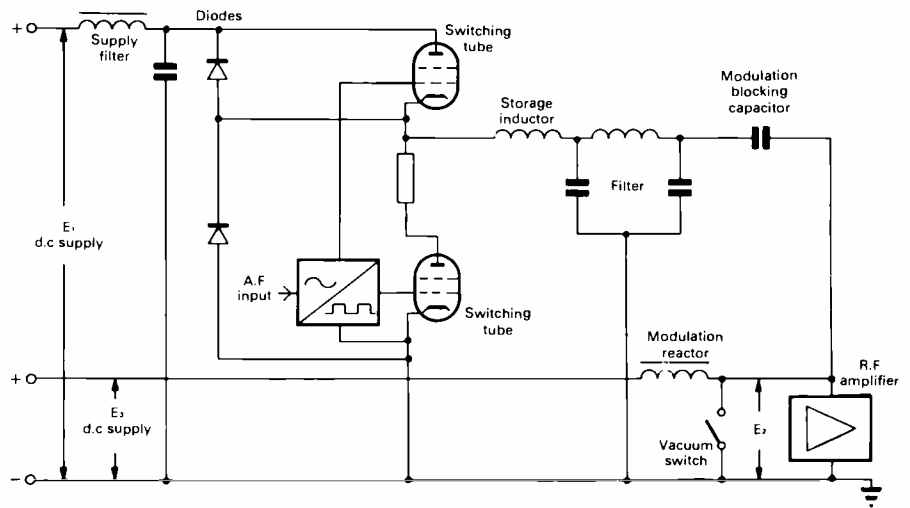 Diodes
+
Supply
filter
Switching
tube
Modulation
blocking
capacitor
Storage
inductor
Filter
E₁
d.c supply
A.F
input
Switching
tube
Modulation
reactor
R.F
amplifier
+
E₃
d.c supply
E₂
Vacuum
switch
−